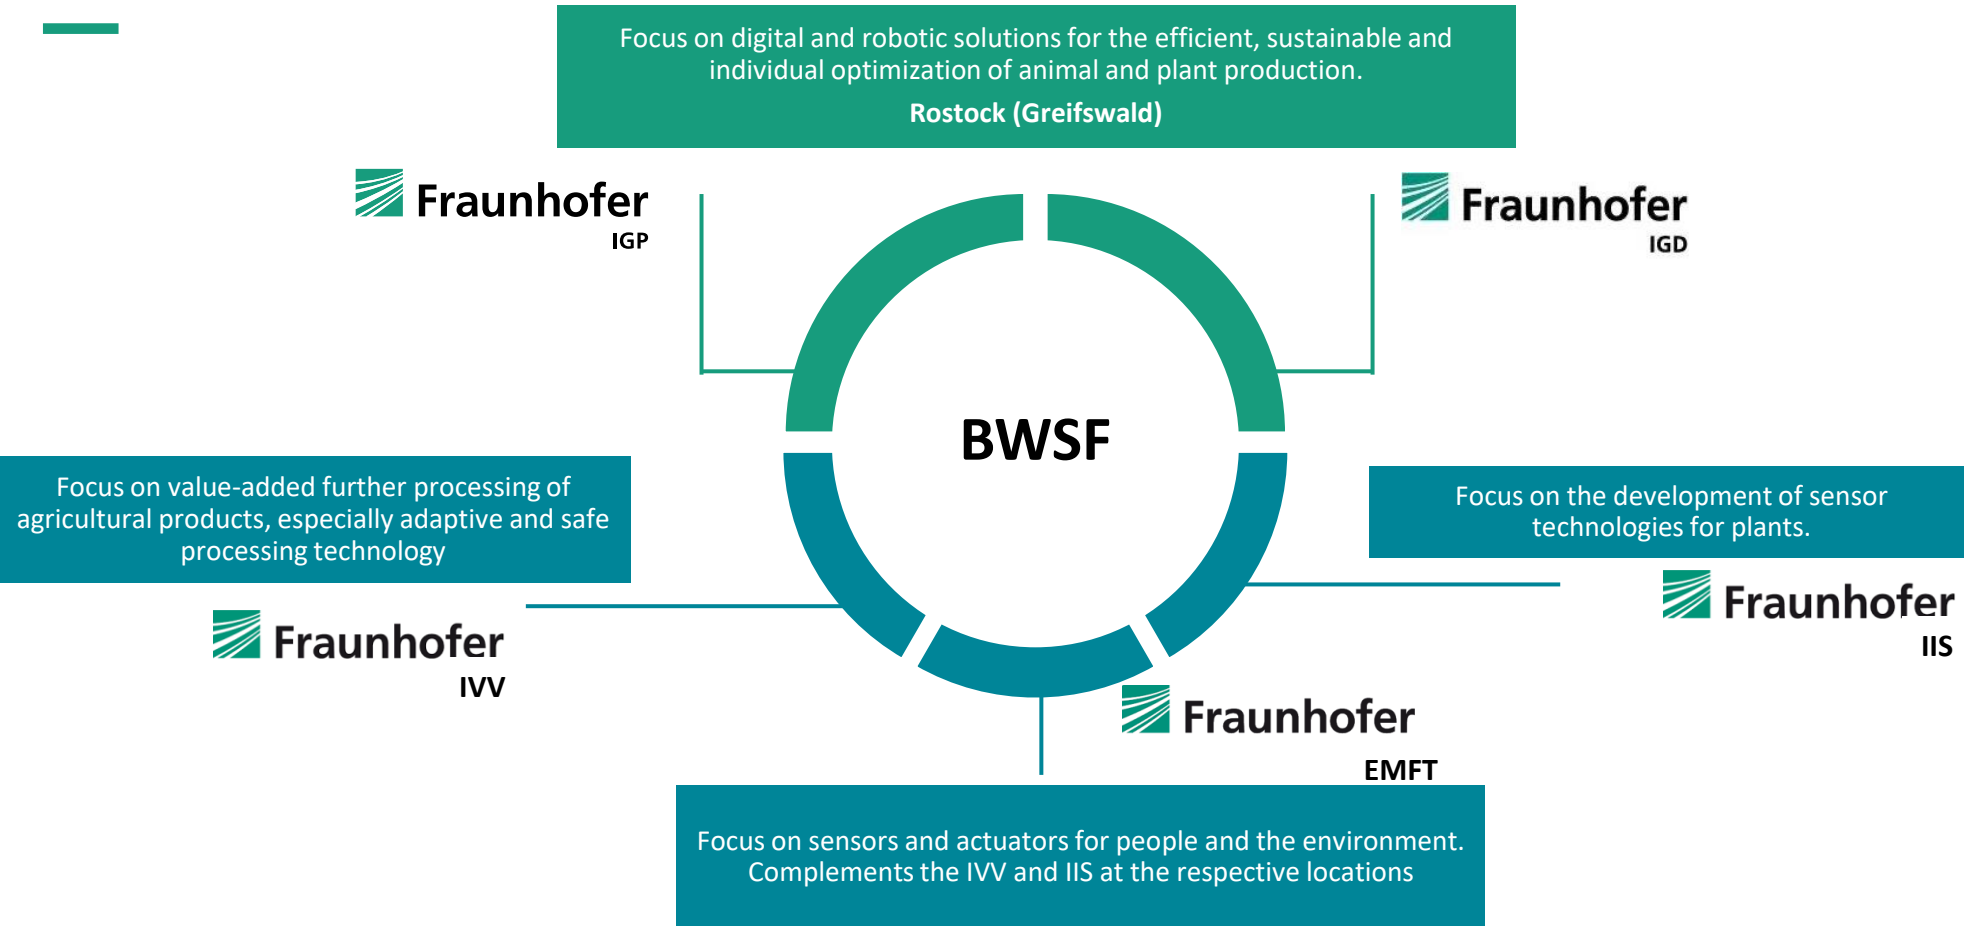 Focus on digital and robotic solutions for the efficient, sustainable and
individual optimization of animal and plant production.
Rostock (Greifswald)
Fraunhofer
IGP
Fraunhofer
IGD
BWSF
Focus on value-added further processing of
agricultural products, especially adaptive and safe
processing technology
Fraunhofer
IVV
Focus on the development of sensor
technologies for plants.
Fraunhofer
IIS
Fraunhofer
EMFT
Focus on sensors and actuators for people and the environment.
Complements the IVV and IIS at the respective locations